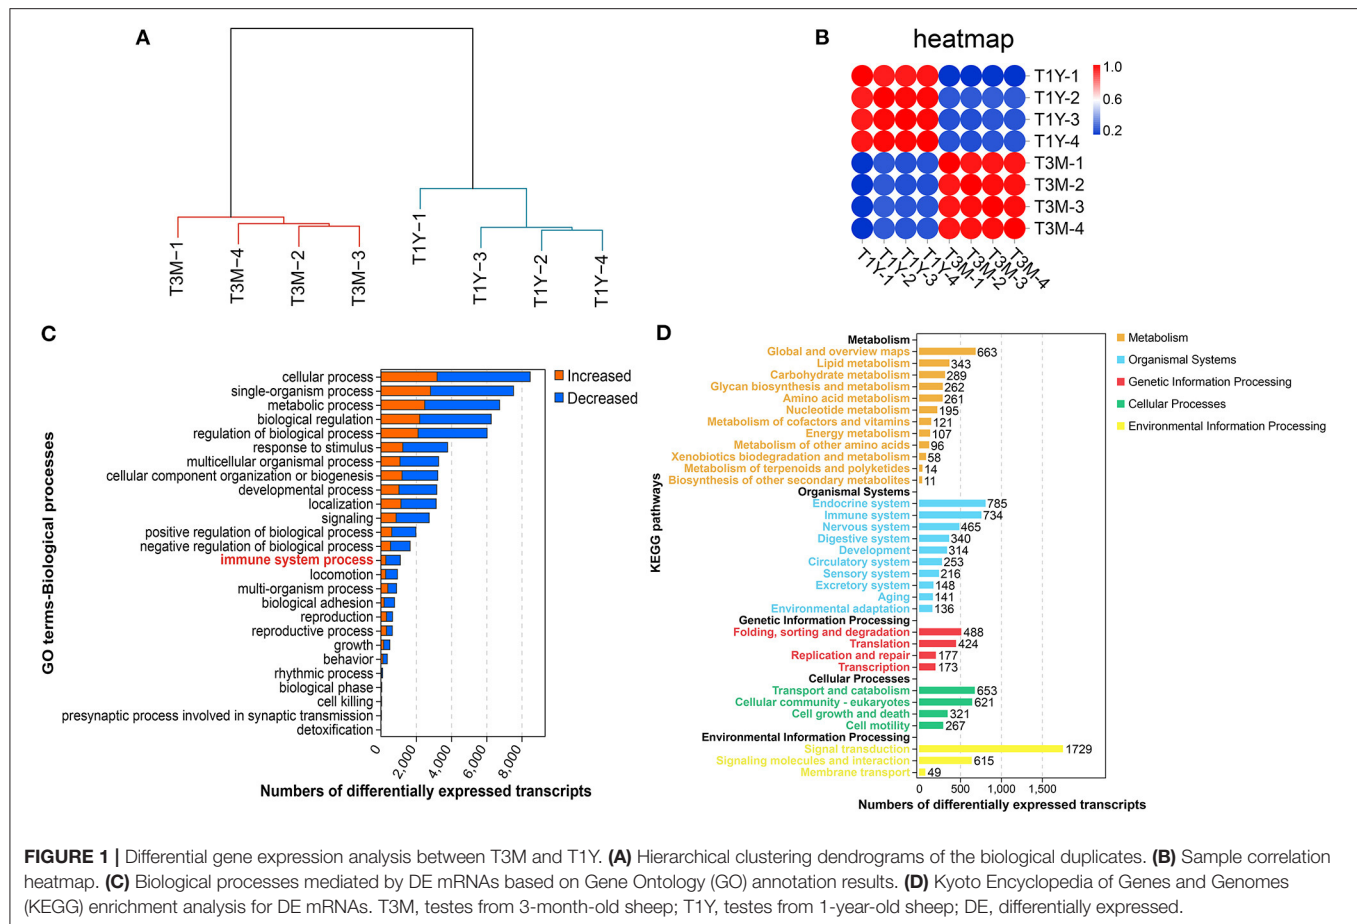 A
T3M−1
T3M−4
T3M−2
T3M−3
T1Y−1
T1Y−3
T1Y−2
T1Y−4
B
heatmap
T1Y-1
T1Y-2
T1Y-3
T1Y-4
T3M-1
T3M-2
T3M-3
T3M-4
1.0
0.6
0.2
T1Y-1
T1Y-2
T1Y-3
T1Y-4
T3M-1
T3M-2
T3M-3
T3M-4
C
GO terms-Biological processes
cellular process
single-organism process
metabolic process
biological regulation
regulation of biological process
response to stimulus
multicellular organismal process
cellular component organization or biogenesis
developmental process
localization
signaling
positive regulation of biological process
negative regulation of biological process
immune system process
locomotion
multi-organism process
biological adhesion
reproduction
reproductive process
growth
behavior
rhythmic process
biological phase
cell killing
presynaptic process involved in synaptic transmission
detoxification
Increased
Decreased
0
2,000
4,000
6,000
8,000
Numbers of differentially expressed transcripts
D
KEGG pathways
Metabolism
Global and overview maps 663
Lipid metabolism 343
Carbohydrate metabolism 289
Glycan biosynthesis and metabolism 262
Amino acid metabolism 261
Nucleotide metabolism 195
Metabolism of cofactors and vitamins 121
Energy metabolism 107
Metabolism of other amino acids 96
Xenobiotics biodegradation and metabolism 58
Metabolism of terpenoids and polyketides 14
Biosynthesis of other secondary metabolites 11
Organismal Systems
Endocrine system 785
Immune system 734
Nervous system 465
Digestive system 340
Development 314
Circulatory system 253
Sensory system 216
Excretory system 148
Aging 141
Environmental adaptation 136
Genetic Information Processing
Folding, sorting and degradation 488
Translation 424
Replication and repair 177
Transcription 173
Cellular Processes
Transport and catabolism 653
Cellular community - eukaryotes 621
Cell growth and death 321
Cell motility 267
Environmental Information Processing
Signal transduction 1729
Signaling molecules and interaction 615
Membrane transport 49
0 500 1,000 1,500
Numbers of differentially expressed transcripts
Metabolism
Organismal Systems
Genetic Information Processing
Cellular Processes
Environmental Information Processing
FIGURE 1 | Differential gene expression analysis between T3M and T1Y. (A) Hierarchical clustering dendrograms of the biological duplicates. (B) Sample correlation
heatmap. (C) Biological processes mediated by DE mRNAs based on Gene Ontology (GO) annotation results. (D) Kyoto Encyclopedia of Genes and Genomes
(KEGG) enrichment analysis for DE mRNAs. T3M, testes from 3-month-old sheep; T1Y, testes from 1-year-old sheep; DE, differentially expressed.